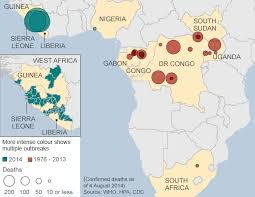 GUINEA
NIGERIA
SOUTH
SUDAN
SIERRA
LEONE
LIBERIA
UGANDA
GABON
CONGO
DR CONGO
WEST AFRICA
GUINEA
SIERRA
LEONE
LIBERIA
More intense colour shows
multiple outbreaks
2014
1976 - 2013
Deaths
200 100 50 10 or less
SOUTH
AFRICA
(Confirmed deaths as
of 4 August 2014)
Source: WHO, HPA, CDC